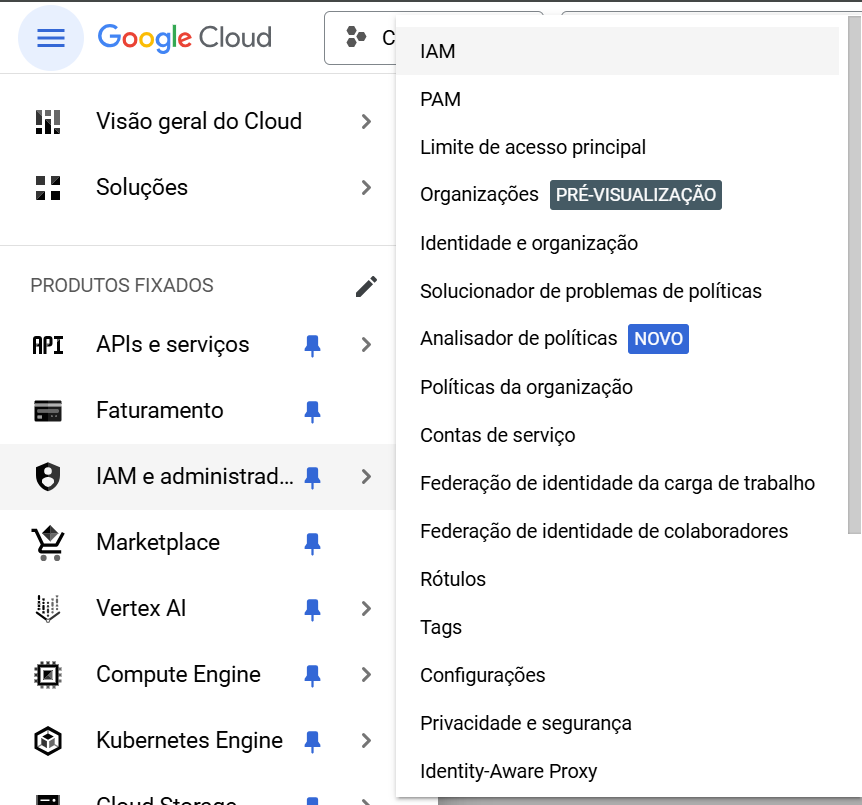 Google Cloud
C
Visão geral do Cloud
Soluções
PRODUTOS FIXADOS
APIs e serviços
Faturamento
IAM e administrad...
Marketplace
Vertex AI
Compute Engine
Kubernetes Engine
Cloud Storage
IAM
PAM
Limite de acesso principal
Organizações PRÉ-VISUALIZAÇÃO
Identidade e organização
Solucionador de problemas de políticas
Analisador de políticas NOVO
Políticas da organização
Contas de serviço
Federação de identidade da carga de trabalho
Federação de identidade de colaboradores
Rótulos
Tags
Configurações
Privacidade e segurança
Identity-Aware Proxy